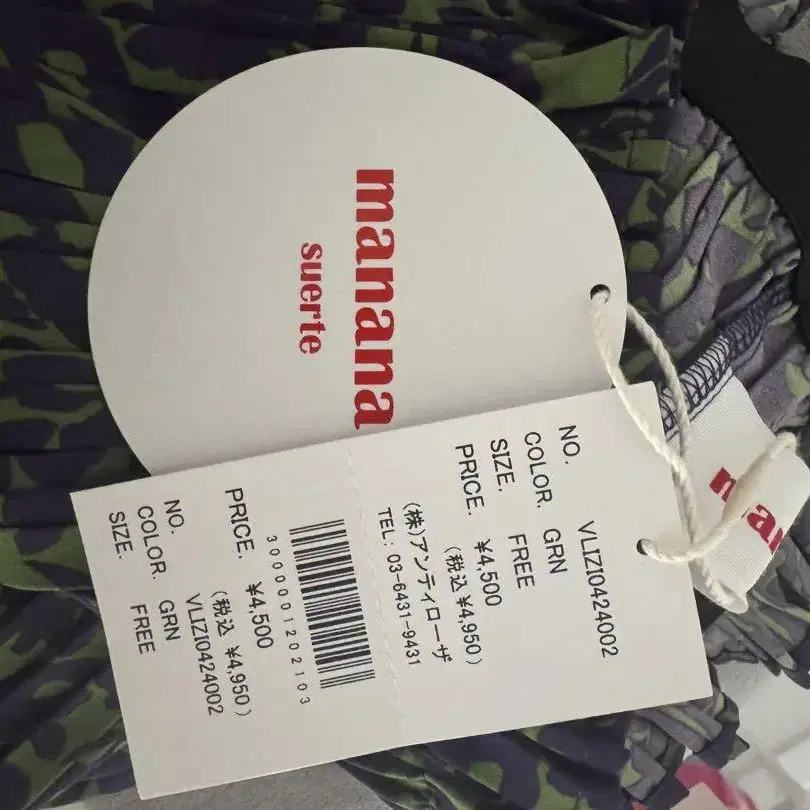 manana
suerte
NO. VLIZI0424002
COLOR. GRN
SIZE. FREE
PRICE. ¥4,500
(税込 ¥4,950)
(株)アンティローザ
TEL: 03-6431-9431
3000001202103
PRICE. ¥4,500
(税込 ¥4,950)
NO. VLIZI0424002
COLOR. GRN
SIZE. FREE